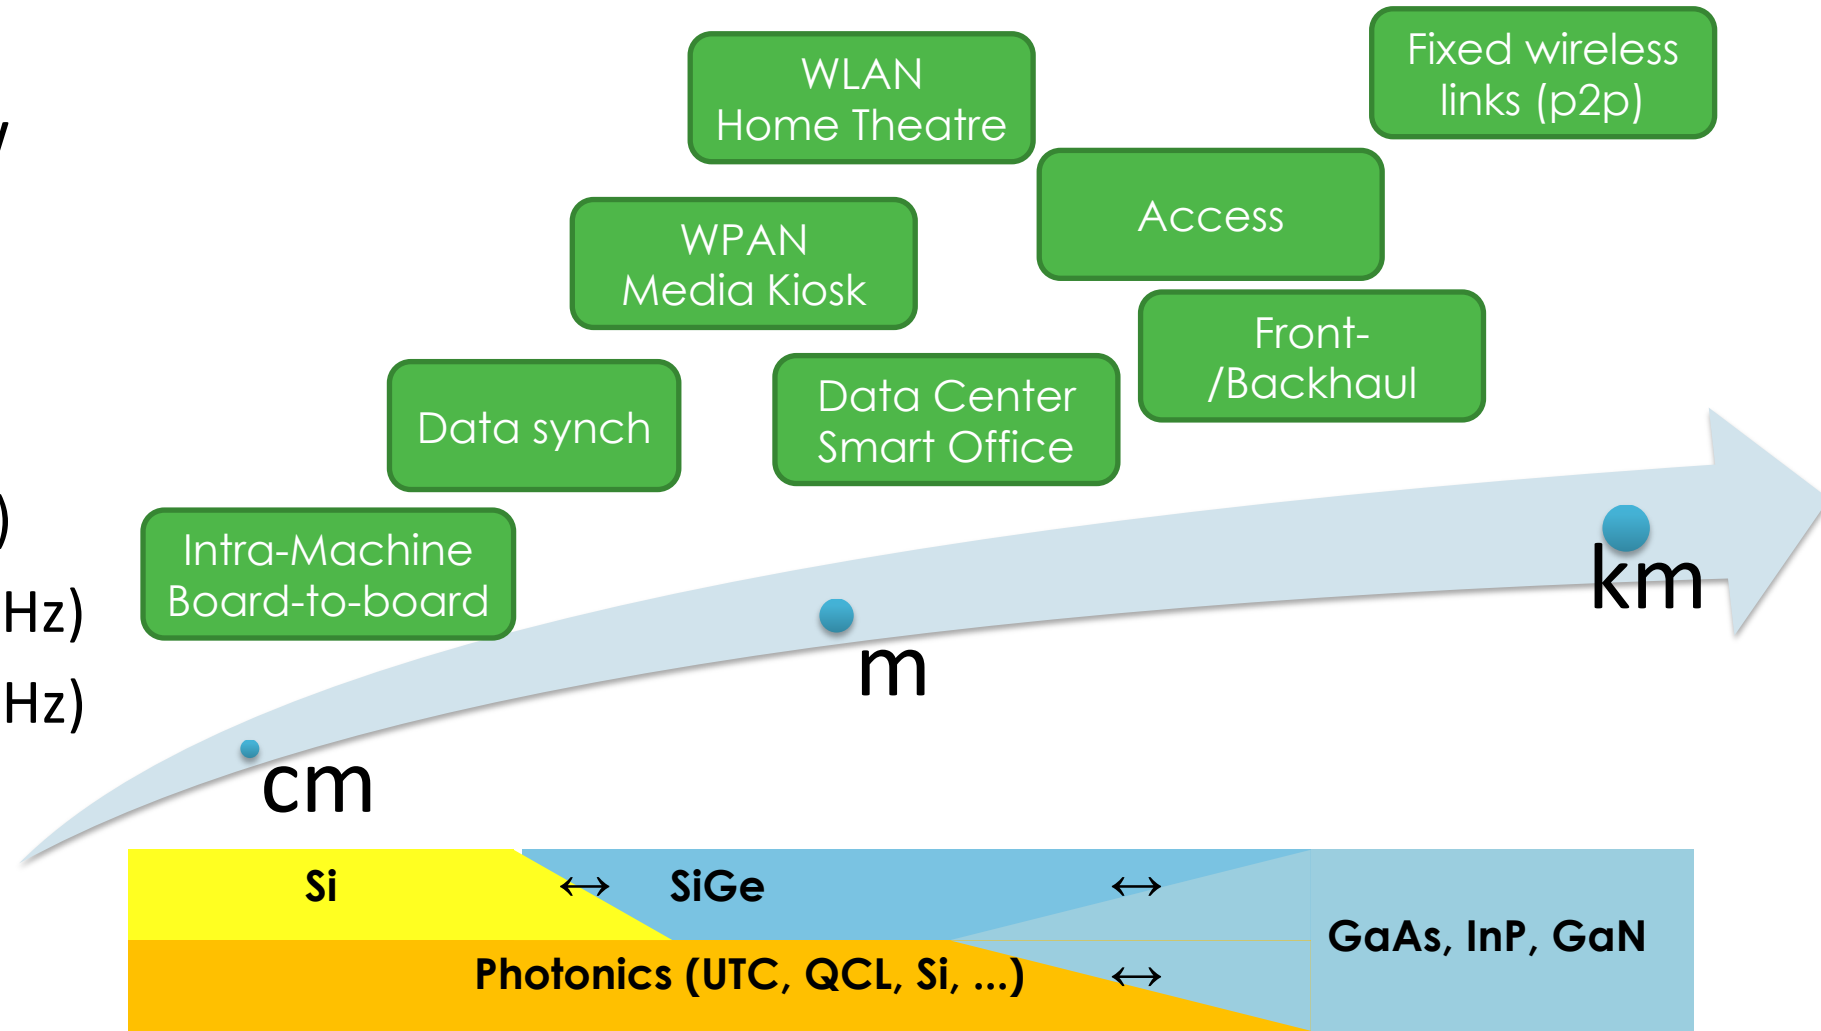 Fixed wireless
links (p2p)
WLAN
Home Theatre
Access
WPAN
Media Kiosk
Front-
/Backhaul
Data synch
Data Center
Smart Office
)
Intra-Machine
Board-to-board
Hz)
Hz)
km
m
cm
Si
↔
SiGe
↔
GaAs, InP, GaN
Photonics (UTC, QCL, Si, ...)
↔